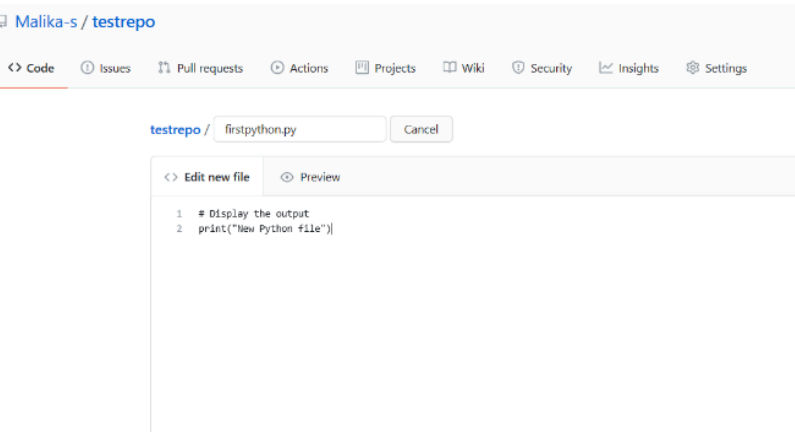 Malika-s / testrepo
Code Issues Pull requests Actions Projects Wiki Security Insights Settings
testrepo / firstpython.py Cancel
<> Edit new file Preview
1 # Display the output
2 print("New Python file")